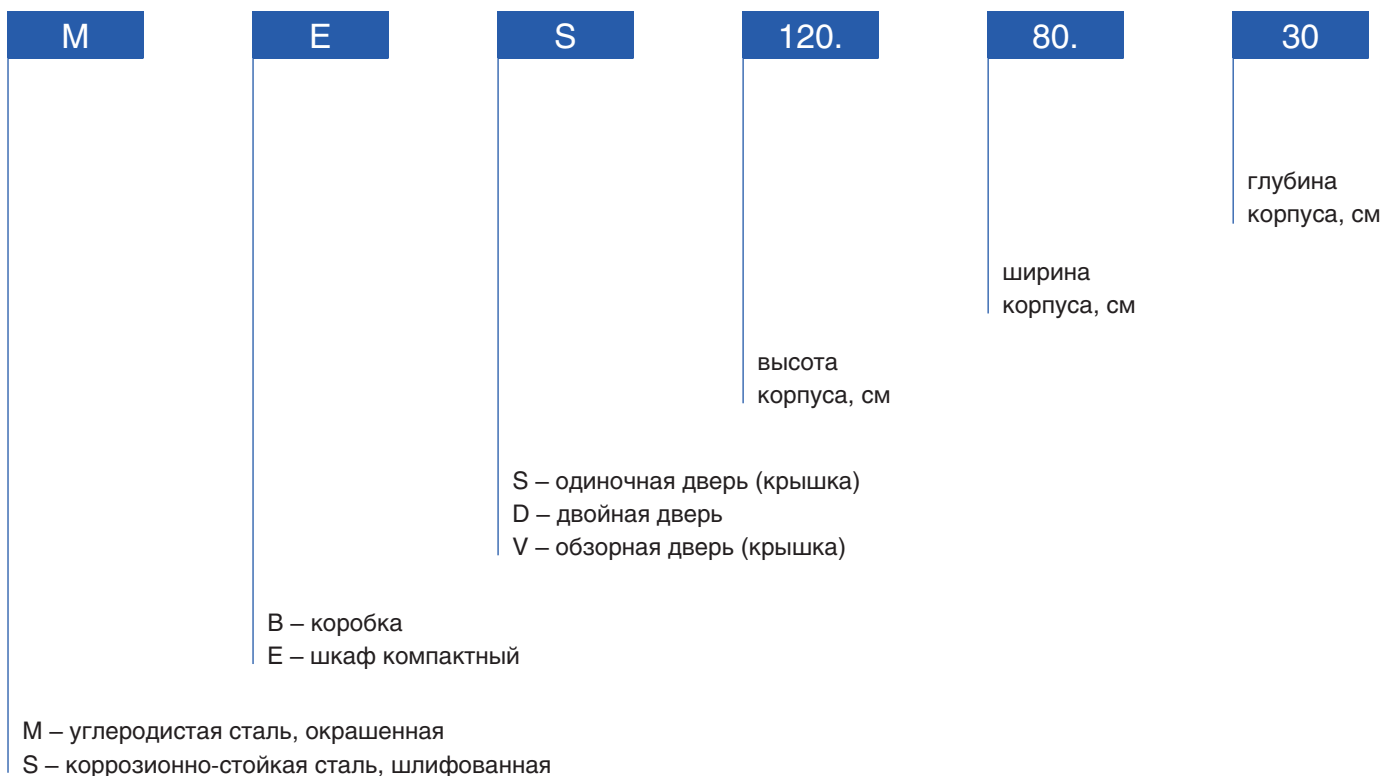 M E S 120. 80. 30
глубина
корпуса, см
ширина
корпуса, см
высота
корпуса, см
S – одиночная дверь (крышка)
D – двойная дверь
V – обзорная дверь (крышка)
B – коробка
E – шкаф компактный
M – углеродистая сталь, окрашенная
S – коррозионно-стойкая сталь, шлифованная